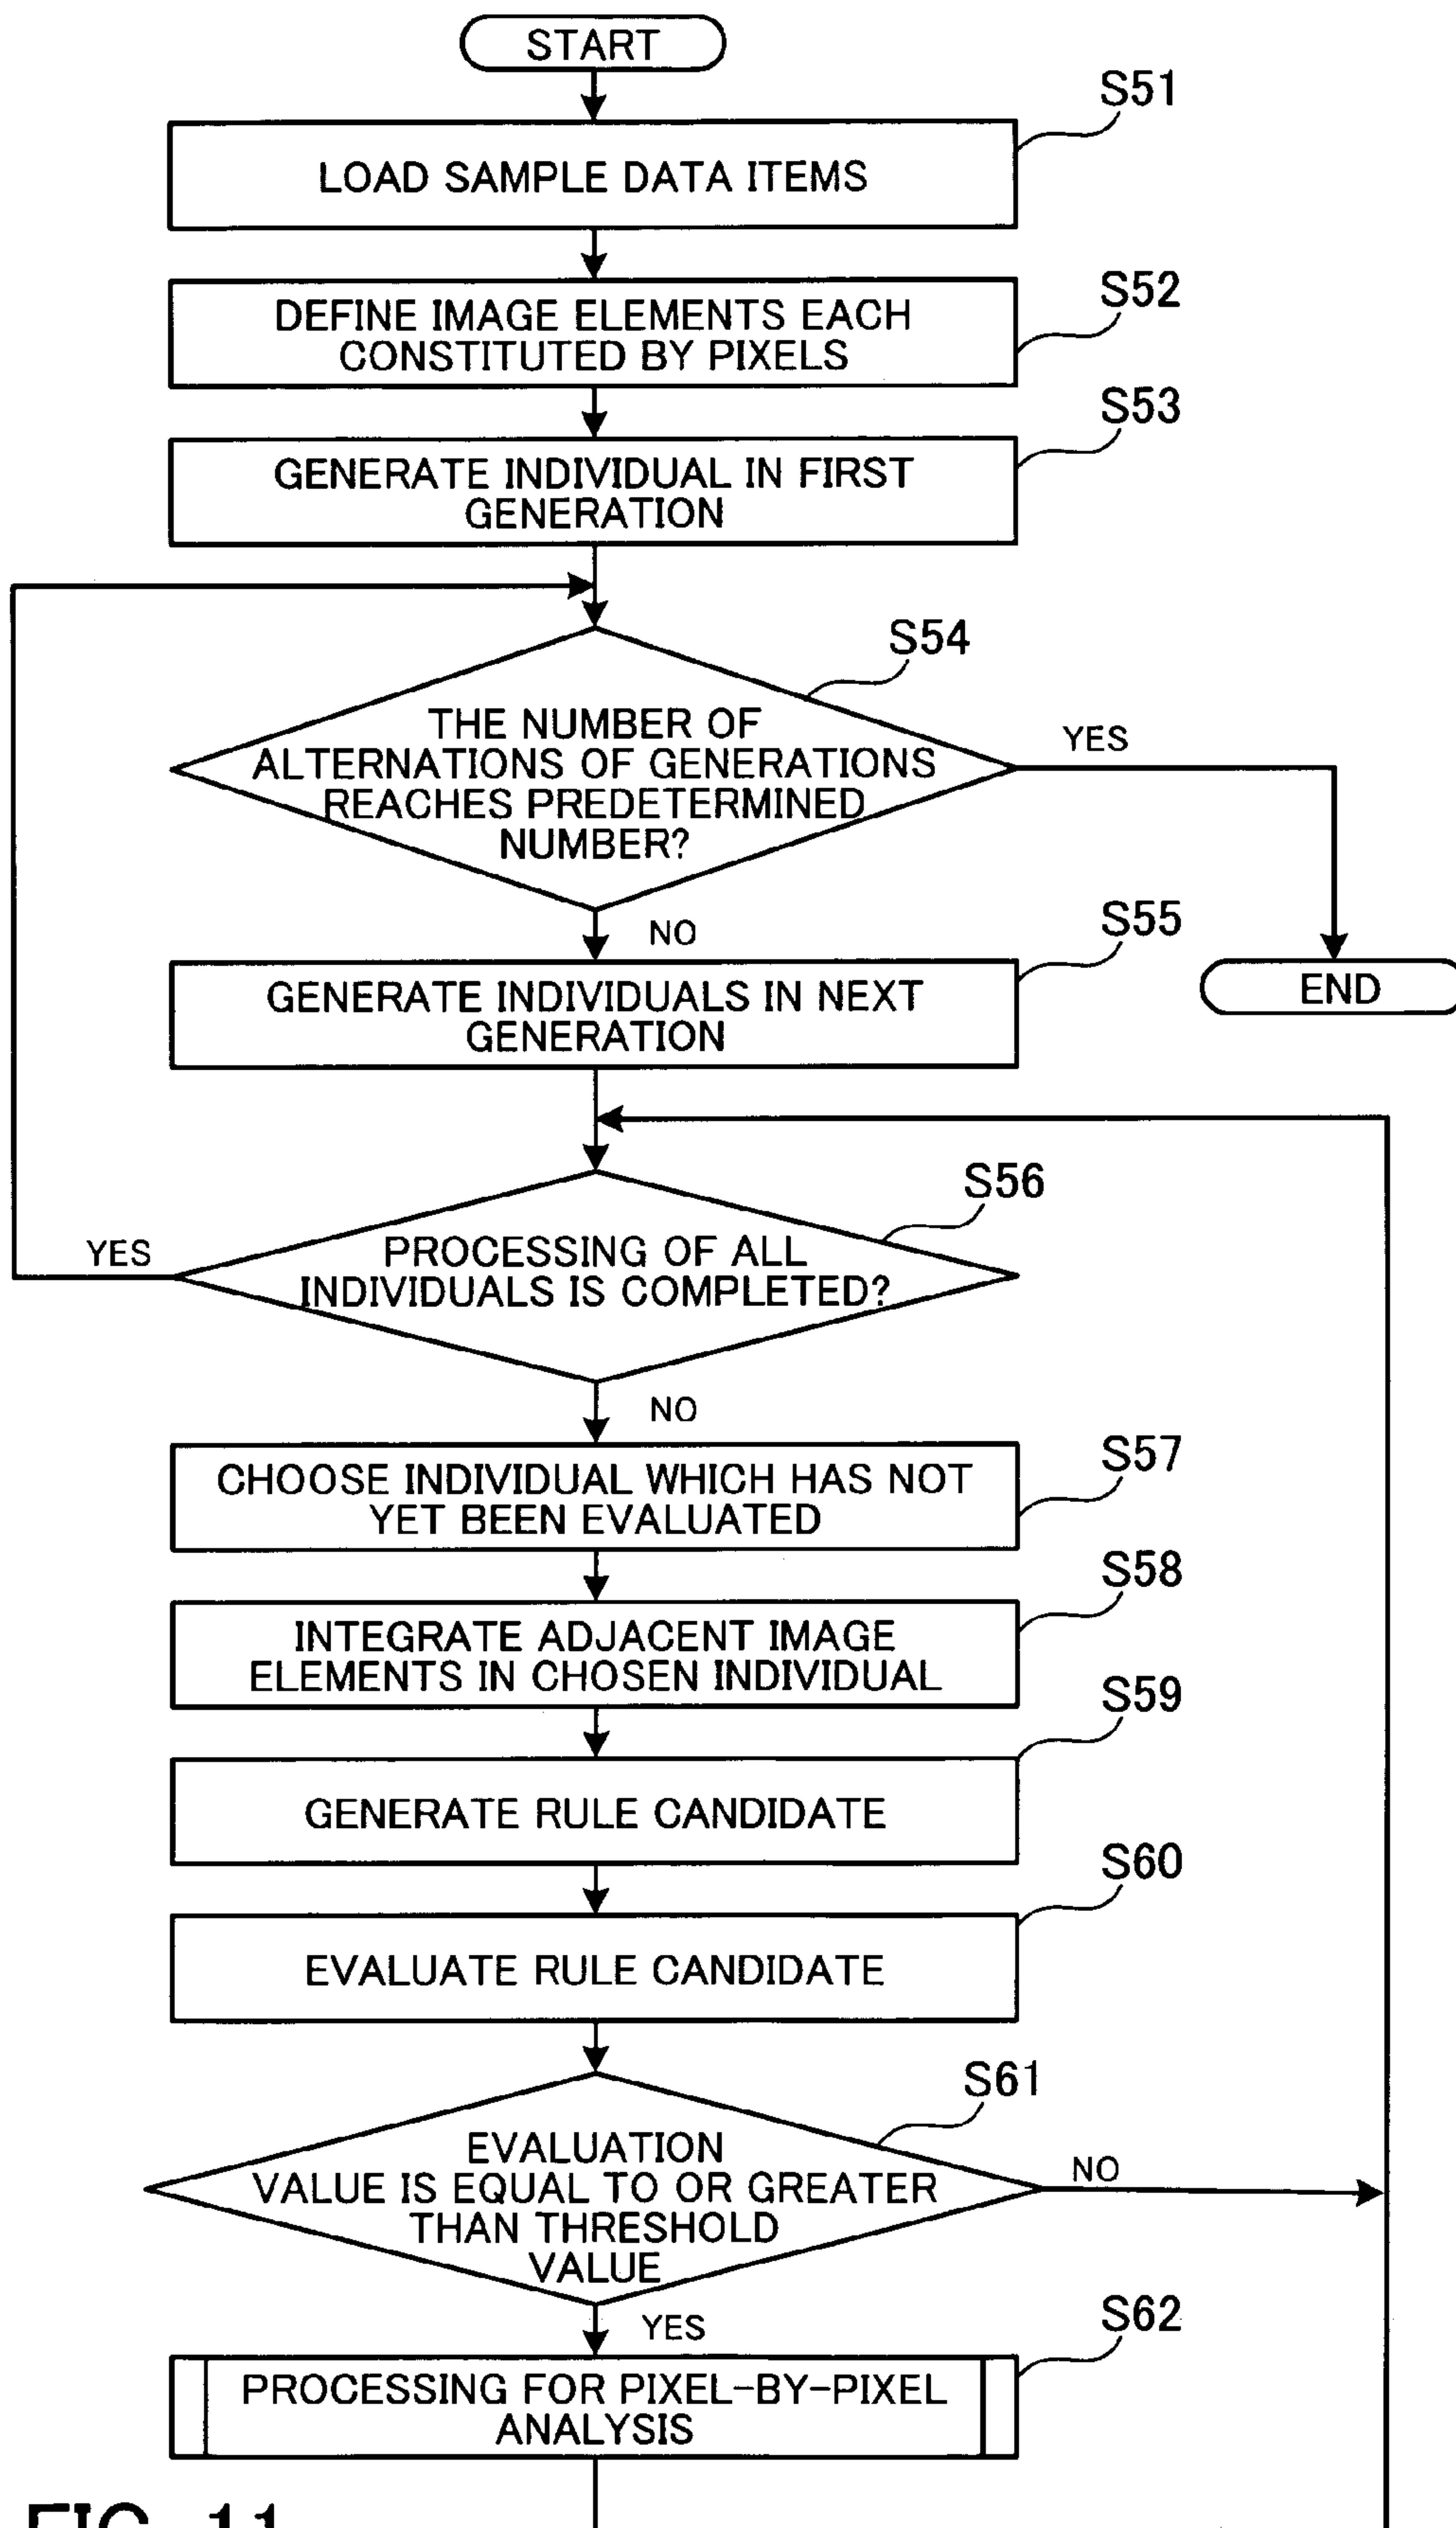 START
S51
LOAD SAMPLE DATA ITEMS
S52
DEFINE IMAGE ELEMENTS EACH
CONSTITUTED BY PIXELS
S53
GENERATE INDIVIDUAL IN FIRST
GENERATION
S54
THE NUMBER OF
ALTERNATIONS OF GENERATIONS
REACHES PREDETERMINED
NUMBER?
YES
NO
S55
GENERATE INDIVIDUALS IN NEXT
GENERATION
END
S56
PROCESSING OF ALL
INDIVIDUALS IS COMPLETED?
YES
NO
S57
CHOOSE INDIVIDUAL WHICH HAS NOT
YET BEEN EVALUATED
S58
INTEGRATE ADJACENT IMAGE
ELEMENTS IN CHOSEN INDIVIDUAL
S59
GENERATE RULE CANDIDATE
S60
EVALUATE RULE CANDIDATE
S61
EVALUATION
VALUE IS EQUAL TO OR GREATER
THAN THRESHOLD
VALUE
NO
YES
S62
PROCESSING FOR PIXEL-BY-PIXEL
ANALYSIS
FIG. 11